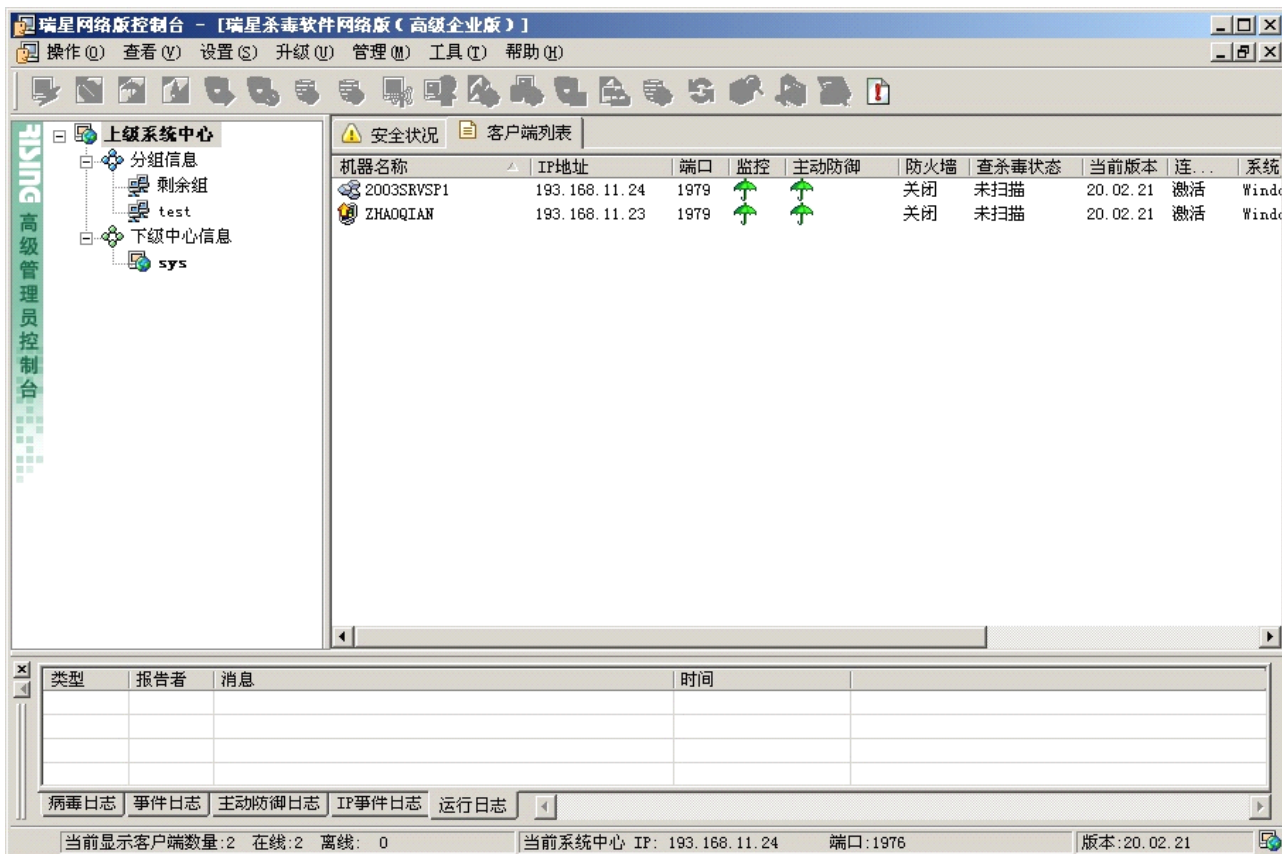 瑞星网络版控制台 - [瑞星杀毒软件网络版(高级企业版)]
操作(O) 查看(V) 设置(S) 升级(U) 管理(M) 工具(T) 帮助(H)
RISING 高级管理员控制台
上级系统中心
分组信息
剩余组
test
下级中心信息
sys
安全状况 客户端列表
机器名称 IP地址 端口 监控 主动防御 防火墙 查杀毒状态 当前版本 连... 系统
2003SRVSP1 193.168.11.24 1979 关闭 未扫描 20.02.21 激活 Windo
ZHAOQIAN 193.168.11.23 1979 关闭 未扫描 20.02.21 激活 Windo
类型 报告者 消息 时间
病毒日志 事件日志 主动防御日志 IP事件日志 运行日志
当前显示客户端数量:2 在线:2 离线: 0 当前系统中心 IP: 193.168.11.24 端口:1976 版本:20.02.21